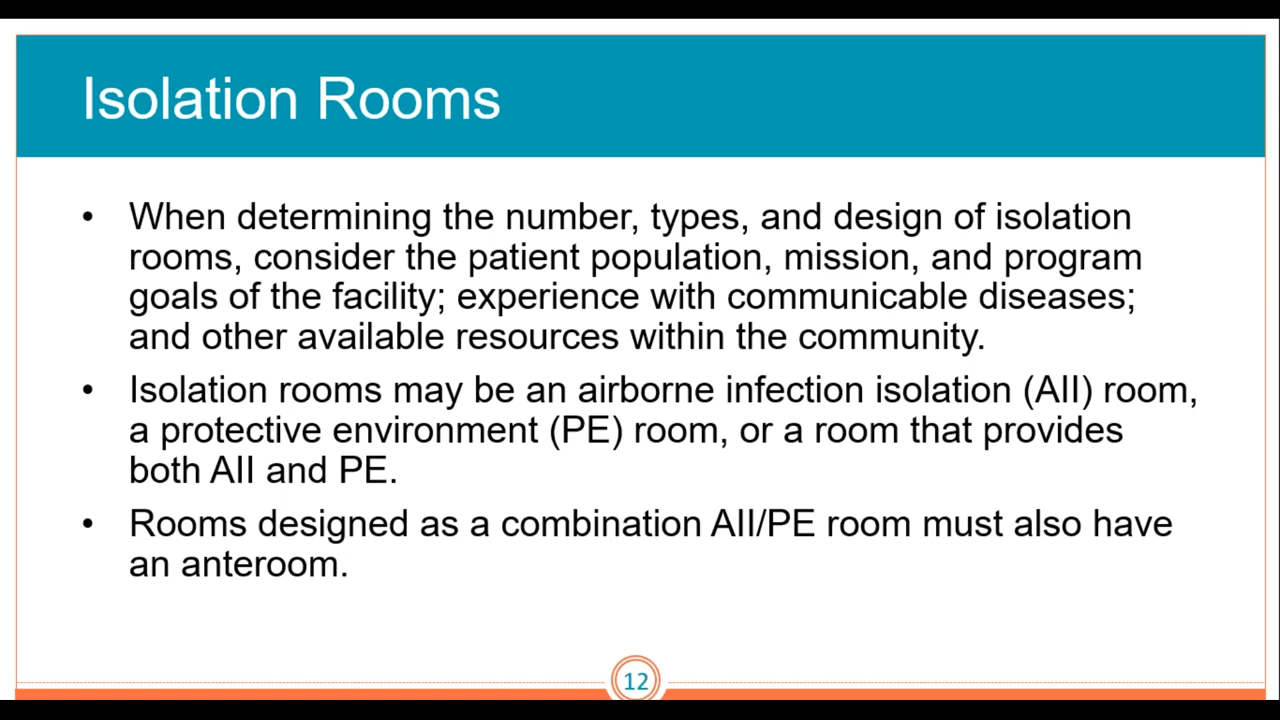 Isolation Rooms
• When determining the number, types, and design of isolation
rooms, consider the patient population, mission, and program
goals of the facility; experience with communicable diseases;
and other available resources within the community.
• Isolation rooms may be an airborne infection isolation (AII) room,
a protective environment (PE) room, or a room that provides
both AII and PE.
• Rooms designed as a combination AII/PE room must also have
an anteroom.
12